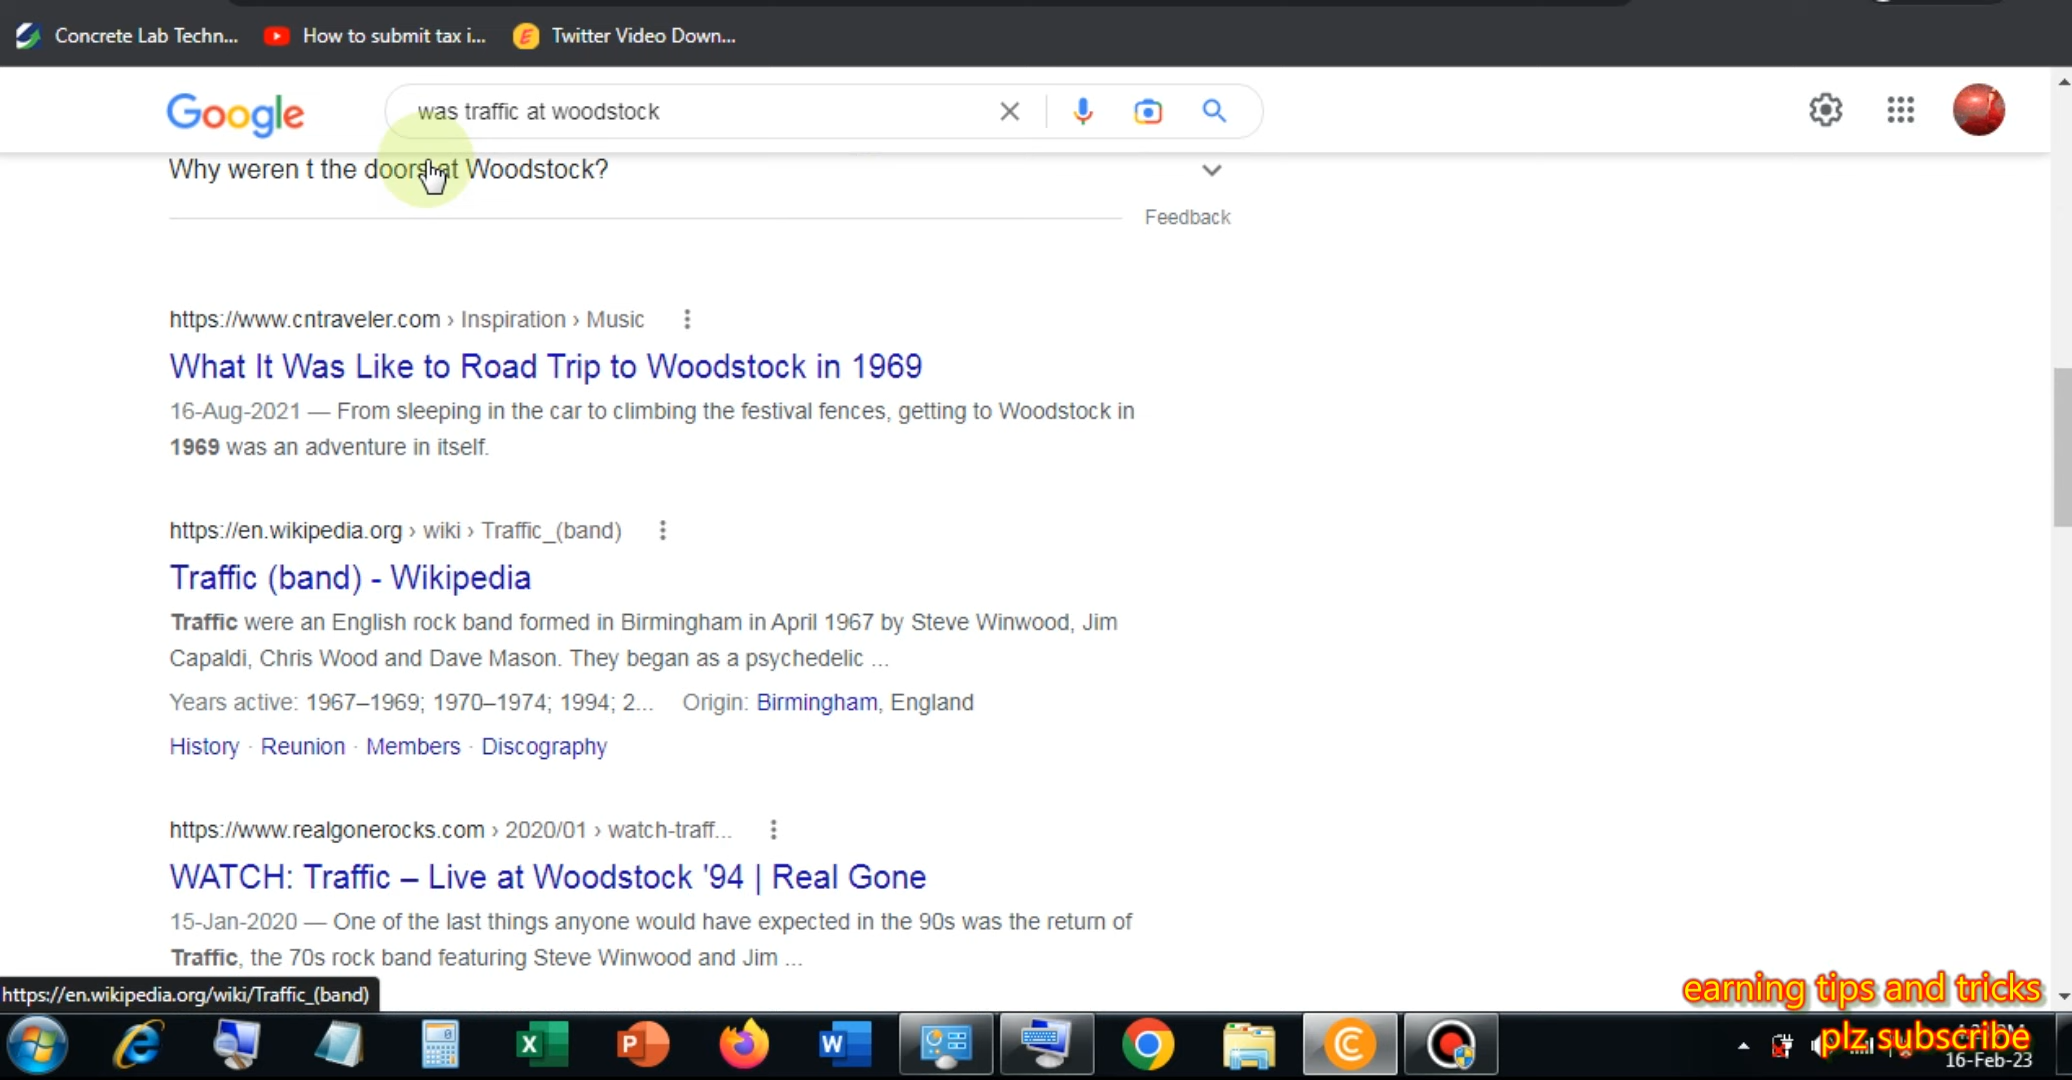 Concrete Lab Techn... How to submit tax i... Twitter Video Down...
Google was traffic at woodstock
Why weren t the doors at Woodstock?
Feedback
https://www.cntraveler.com › Inspiration › Music
What It Was Like to Road Trip to Woodstock in 1969
16-Aug-2021 — From sleeping in the car to climbing the festival fences, getting to Woodstock in
1969 was an adventure in itself.
https://en.wikipedia.org › wiki › Traffic_(band)
Traffic (band) - Wikipedia
Traffic were an English rock band formed in Birmingham in April 1967 by Steve Winwood, Jim
Capaldi, Chris Wood and Dave Mason. They began as a psychedelic ...
Years active: 1967–1969; 1970–1974; 1994; 2... Origin: Birmingham, England
History · Reunion · Members · Discography
https://www.realgonerocks.com › 2020/01 › watch-traff...
WATCH: Traffic – Live at Woodstock '94 | Real Gone
15-Jan-2020 — One of the last things anyone would have expected in the 90s was the return of
Traffic, the 70s rock band featuring Steve Winwood and Jim ...
https://en.wikipedia.org/wiki/Traffic_(band)
earning tips and tricks
plz subscribe
16-Feb-23